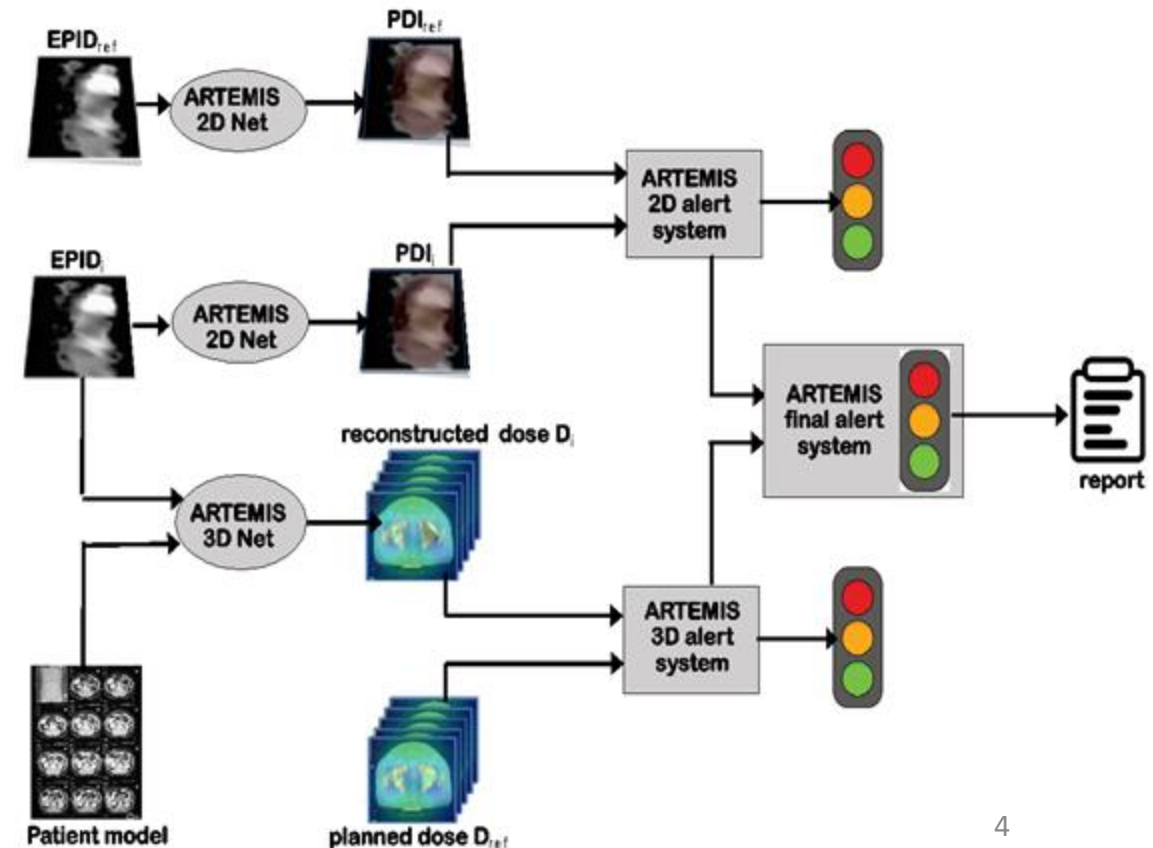 PDIref
EPIDref
ARTEMIS
2D Net
ARTEMIS
2D alert
system
EPIDi
PDIi
ARTEMIS
2D Net
ARTEMIS
final alert
system
report
reconstructed dose Di
ARTEMIS
3D Net
ARTEMIS
3D alert
system
Patient model
planned dose Dref
4